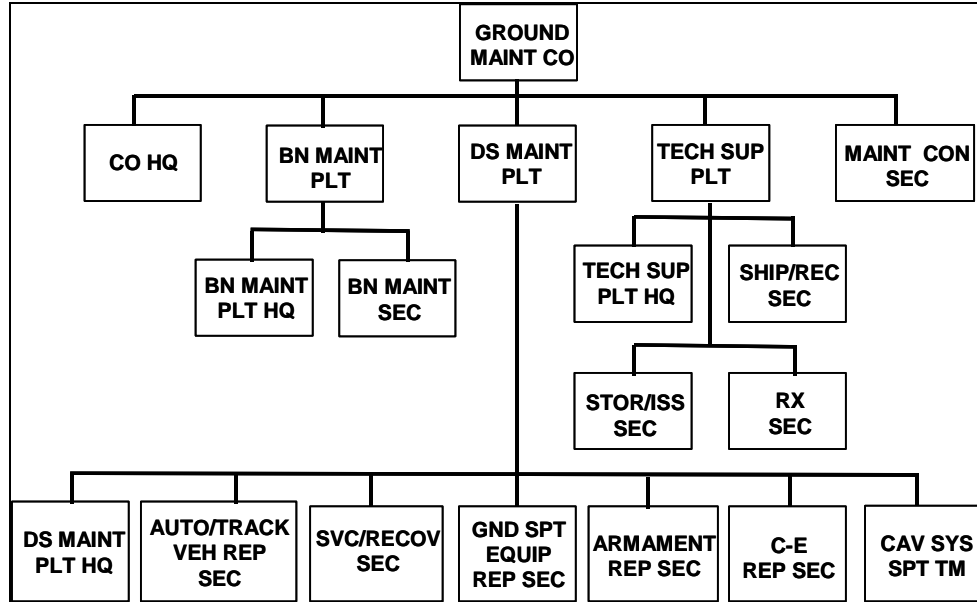 GROUND
MAINT CO
CO HQ
BN MAINT
PLT
DS MAINT
PLT
TECH SUP
PLT
MAINT CON
SEC
BN MAINT
PLT HQ
BN MAINT
SEC
TECH SUP
PLT HQ
SHIP/REC
SEC
STOR/ISS
SEC
RX
SEC
DS MAINT
PLT HQ
AUTO/TRACK
VEH REP
SEC
SVC/RECOV
SEC
GND SPT
EQUIP
REP SEC
ARMAMENT
REP SEC
C-E
REP SEC
CAV SYS
SPT TM